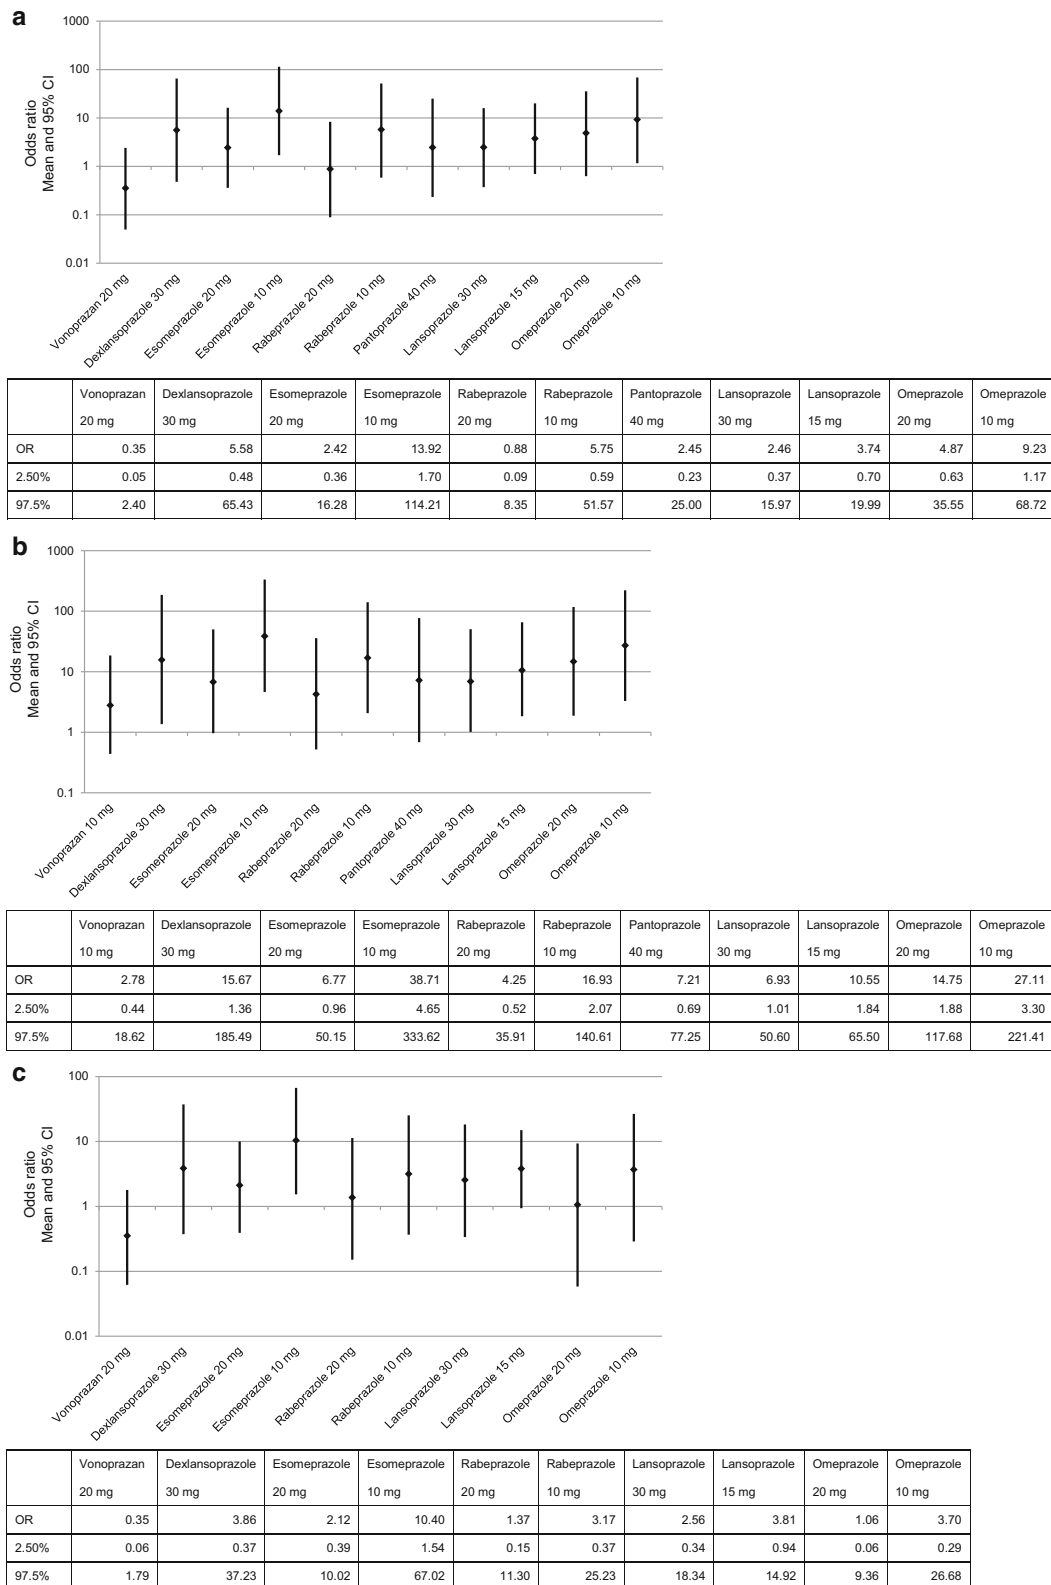 a
1000
100
10
1
0.1
0.01
Odds ratio
Mean and 95% CI
Vonoprazan 20 mg
Dexlansoprazole 30 mg
Esomeprazole 20 mg
Esomeprazole 10 mg
Rabeprazole 20 mg
Rabeprazole 10 mg
Pantoprazole 40 mg
Lansoprazole 30 mg
Lansoprazole 15 mg
Omeprazole 20 mg
Omeprazole 10 mg
Vonoprazan Dexlansoprazole Esomeprazole Esomeprazole Rabeprazole Rabeprazole Pantoprazole Lansoprazole Lansoprazole Omeprazole Omeprazole
20 mg 30 mg 20 mg 10 mg 20 mg 10 mg 40 mg 30 mg 15 mg 20 mg 10 mg
OR 0.35 5.58 2.42 13.92 0.88 5.75 2.45 2.46 3.74 4.87 9.23
2.50% 0.05 0.48 0.36 1.70 0.09 0.59 0.23 0.37 0.70 0.63 1.17
97.5% 2.40 65.43 16.28 114.21 8.35 51.57 25.00 15.97 19.99 35.55 68.72
b
1000
100
10
1
0.1
Odds ratio
Mean and 95% CI
Vonoprazan 10 mg
Dexlansoprazole 30 mg
Esomeprazole 20 mg
Esomeprazole 10 mg
Rabeprazole 20 mg
Rabeprazole 10 mg
Pantoprazole 40 mg
Lansoprazole 30 mg
Lansoprazole 15 mg
Omeprazole 20 mg
Omeprazole 10 mg
Vonoprazan Dexlansoprazole Esomeprazole Esomeprazole Rabeprazole Rabeprazole Pantoprazole Lansoprazole Lansoprazole Omeprazole Omeprazole
10 mg 30 mg 20 mg 10 mg 20 mg 10 mg 40 mg 30 mg 15 mg 20 mg 10 mg
OR 2.78 15.67 6.77 38.71 4.25 16.93 7.21 6.93 10.55 14.75 27.11
2.50% 0.44 1.36 0.96 4.65 0.52 2.07 0.69 1.01 1.84 1.88 3.30
97.5% 18.62 185.49 50.15 333.62 35.91 140.61 77.25 50.60 65.50 117.68 221.41
c
100
10
1
0.1
0.01
Odds ratio
Mean and 95% CI
Vonoprazan 20 mg
Dexlansoprazole 30 mg
Esomeprazole 20 mg
Esomeprazole 10 mg
Rabeprazole 20 mg
Rabeprazole 10 mg
Lansoprazole 30 mg
Lansoprazole 15 mg
Omeprazole 20 mg
Omeprazole 10 mg
Vonoprazan Dexlansoprazole Esomeprazole Esomeprazole Rabeprazole Rabeprazole Lansoprazole Lansoprazole Omeprazole Omeprazole
20 mg 30 mg 20 mg 10 mg 20 mg 10 mg 30 mg 15 mg 20 mg 10 mg
OR 0.35 3.86 2.12 10.40 1.37 3.17 2.56 3.81 1.06 3.70
2.50% 0.06 0.37 0.39 1.54 0.15 0.37 0.34 0.94 0.06 0.29
97.5% 1.79 37.23 10.02 67.02 11.30 25.23 18.34 14.92 9.36 26.68